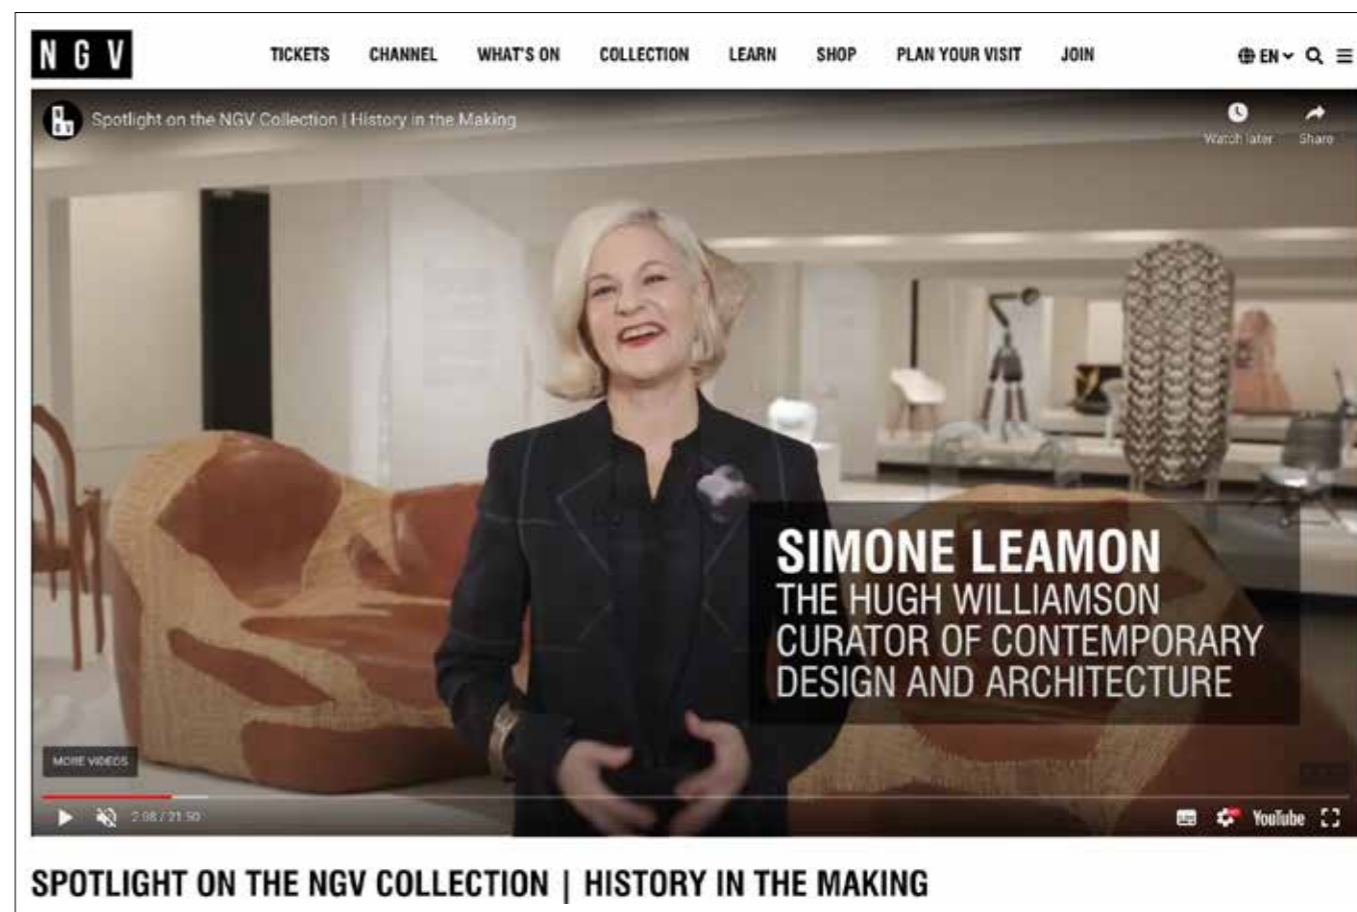 NGV
TICKETS CHANNEL WHAT'S ON COLLECTION LEARN SHOP PLAN YOUR VISIT JOIN EN
NGV Spotlight on the NGV Collection | History in the Making
Watch later Share
SIMONE LEAMON
THE HUGH WILLIAMSON
CURATOR OF CONTEMPORARY
DESIGN AND ARCHITECTURE
MORE VIDEOS
YouTube
SPOTLIGHT ON THE NGV COLLECTION | HISTORY IN THE MAKING